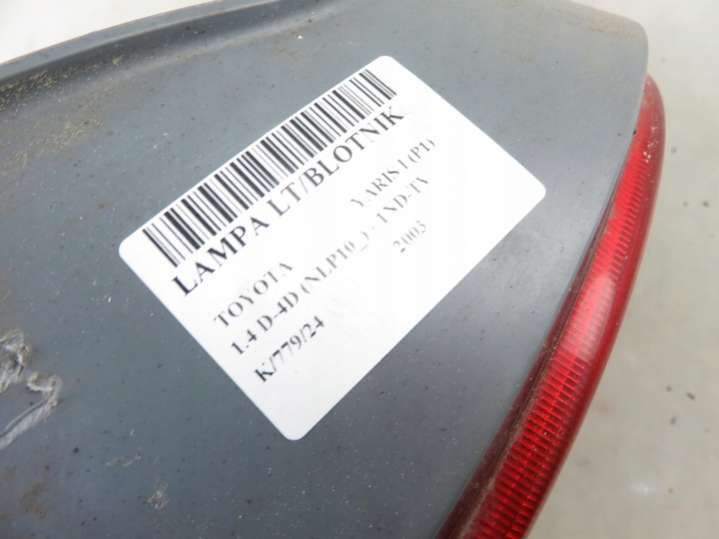 LAMPA LT/BLOTNIK
TOYOTA YARIS I (P1)
1.4 D-4D (NLP10_) · 1ND-TV
K/779/24 2003